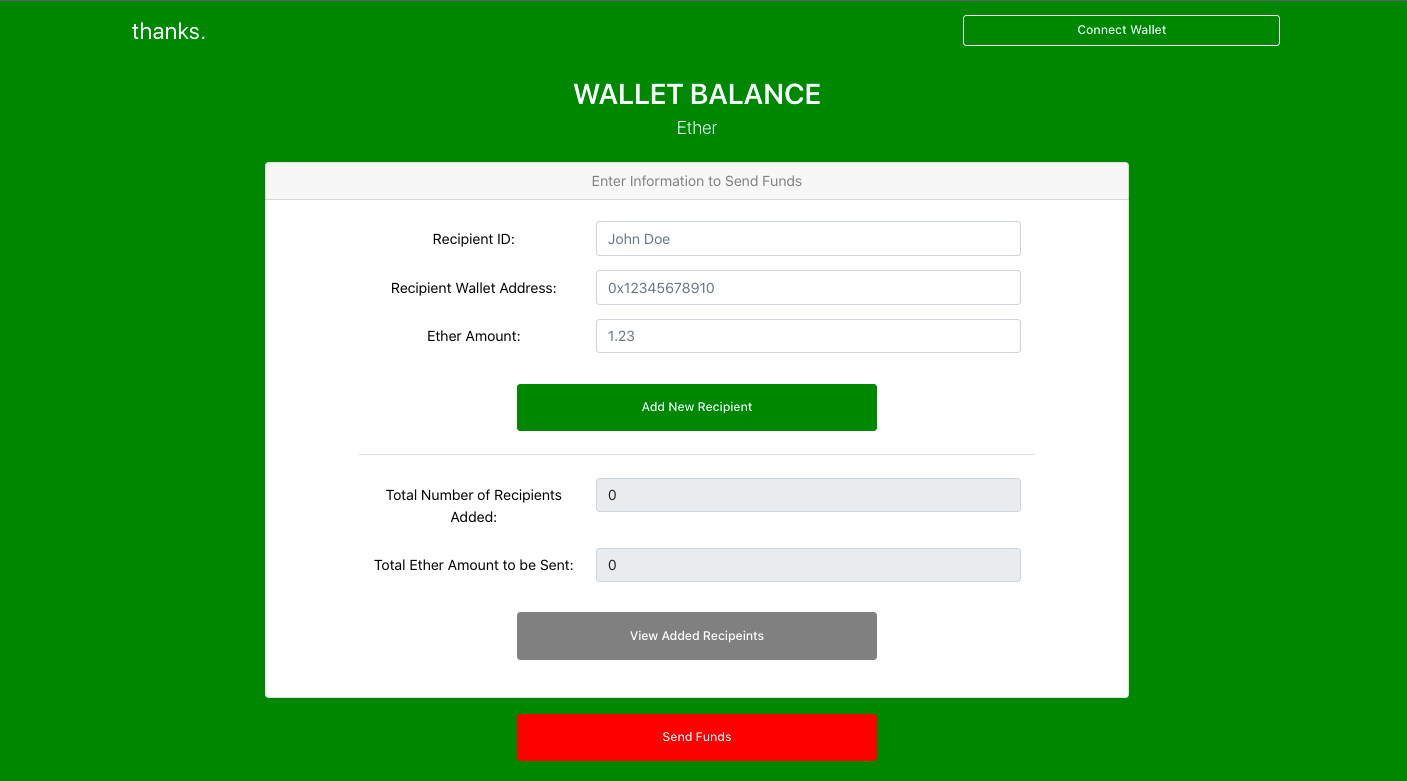 thanks.
Connect Wallet
WALLET BALANCE
Ether
Enter Information to Send Funds
Recipient ID:
John Doe
Recipient Wallet Address:
0x12345678910
Ether Amount:
1.23
Add New Recipient
Total Number of Recipients
Added:
0
Total Ether Amount to be Sent:
0
View Added Recipeints
Send Funds